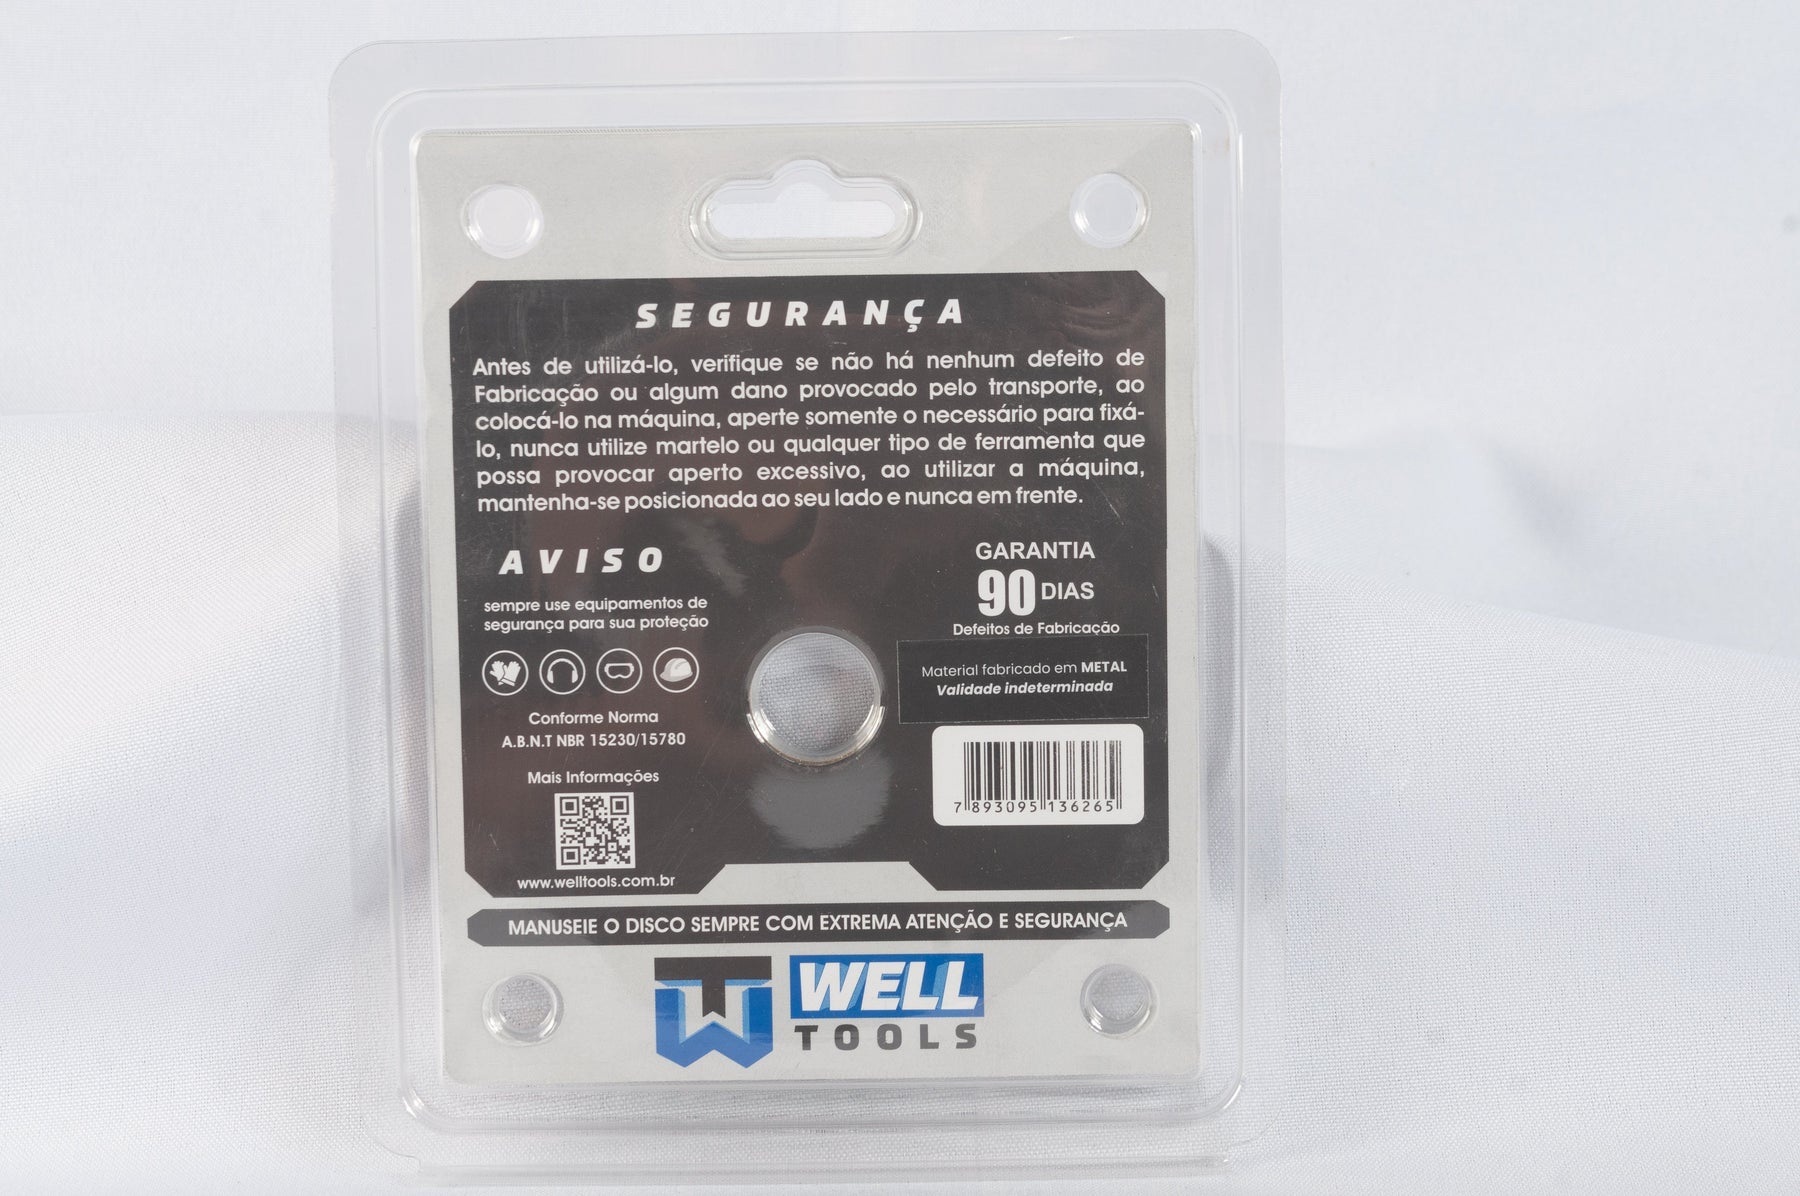 SEGURANÇA
Antes de utilizá-lo, verifique se não há nenhum defeito de
Fabricação ou algum dano provocado pelo transporte, ao
colocá-lo na máquina, aperte somente o necessário para fixá-
lo, nunca utilize martelo ou qualquer tipo de ferramenta que
possa provocar aperto excessivo, ao utilizar a máquina,
mantenha-se posicionada ao seu lado e nunca em frente.
AVISO
sempre use equipamentos de
segurança para sua proteção
Conforme Norma
A.B.N.T NBR 15230/15780
Mais Informações
www.welltools.com.br
GARANTIA
90 DIAS
Defeitos de Fabricação
Material fabricado em METAL
Validade indeterminada
7 893095 136265
MANUSEIE O DISCO SEMPRE COM EXTREMA ATENÇÃO E SEGURANÇA
TW
WELL
TOOLS